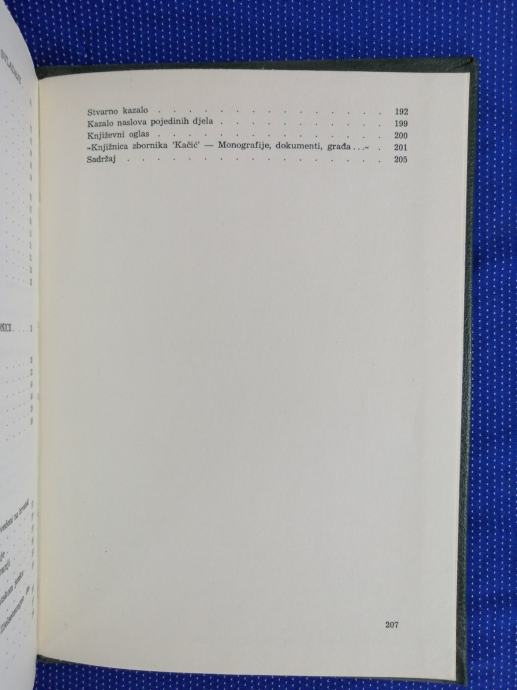 Stvarno kazalo . . . . . . . . . . . . . . . . 192
Kazalo naslova pojedinih djela . . . . . . . . . . . 199
Književni oglas . . . . . . . . . . . . . . . . 200
»Knjižnica zbornika 'Kačić' — Monografije, dokumenti, građa ...« . 201
Sadržaj . . . . . . . . . . . . . . . . . . 205
207